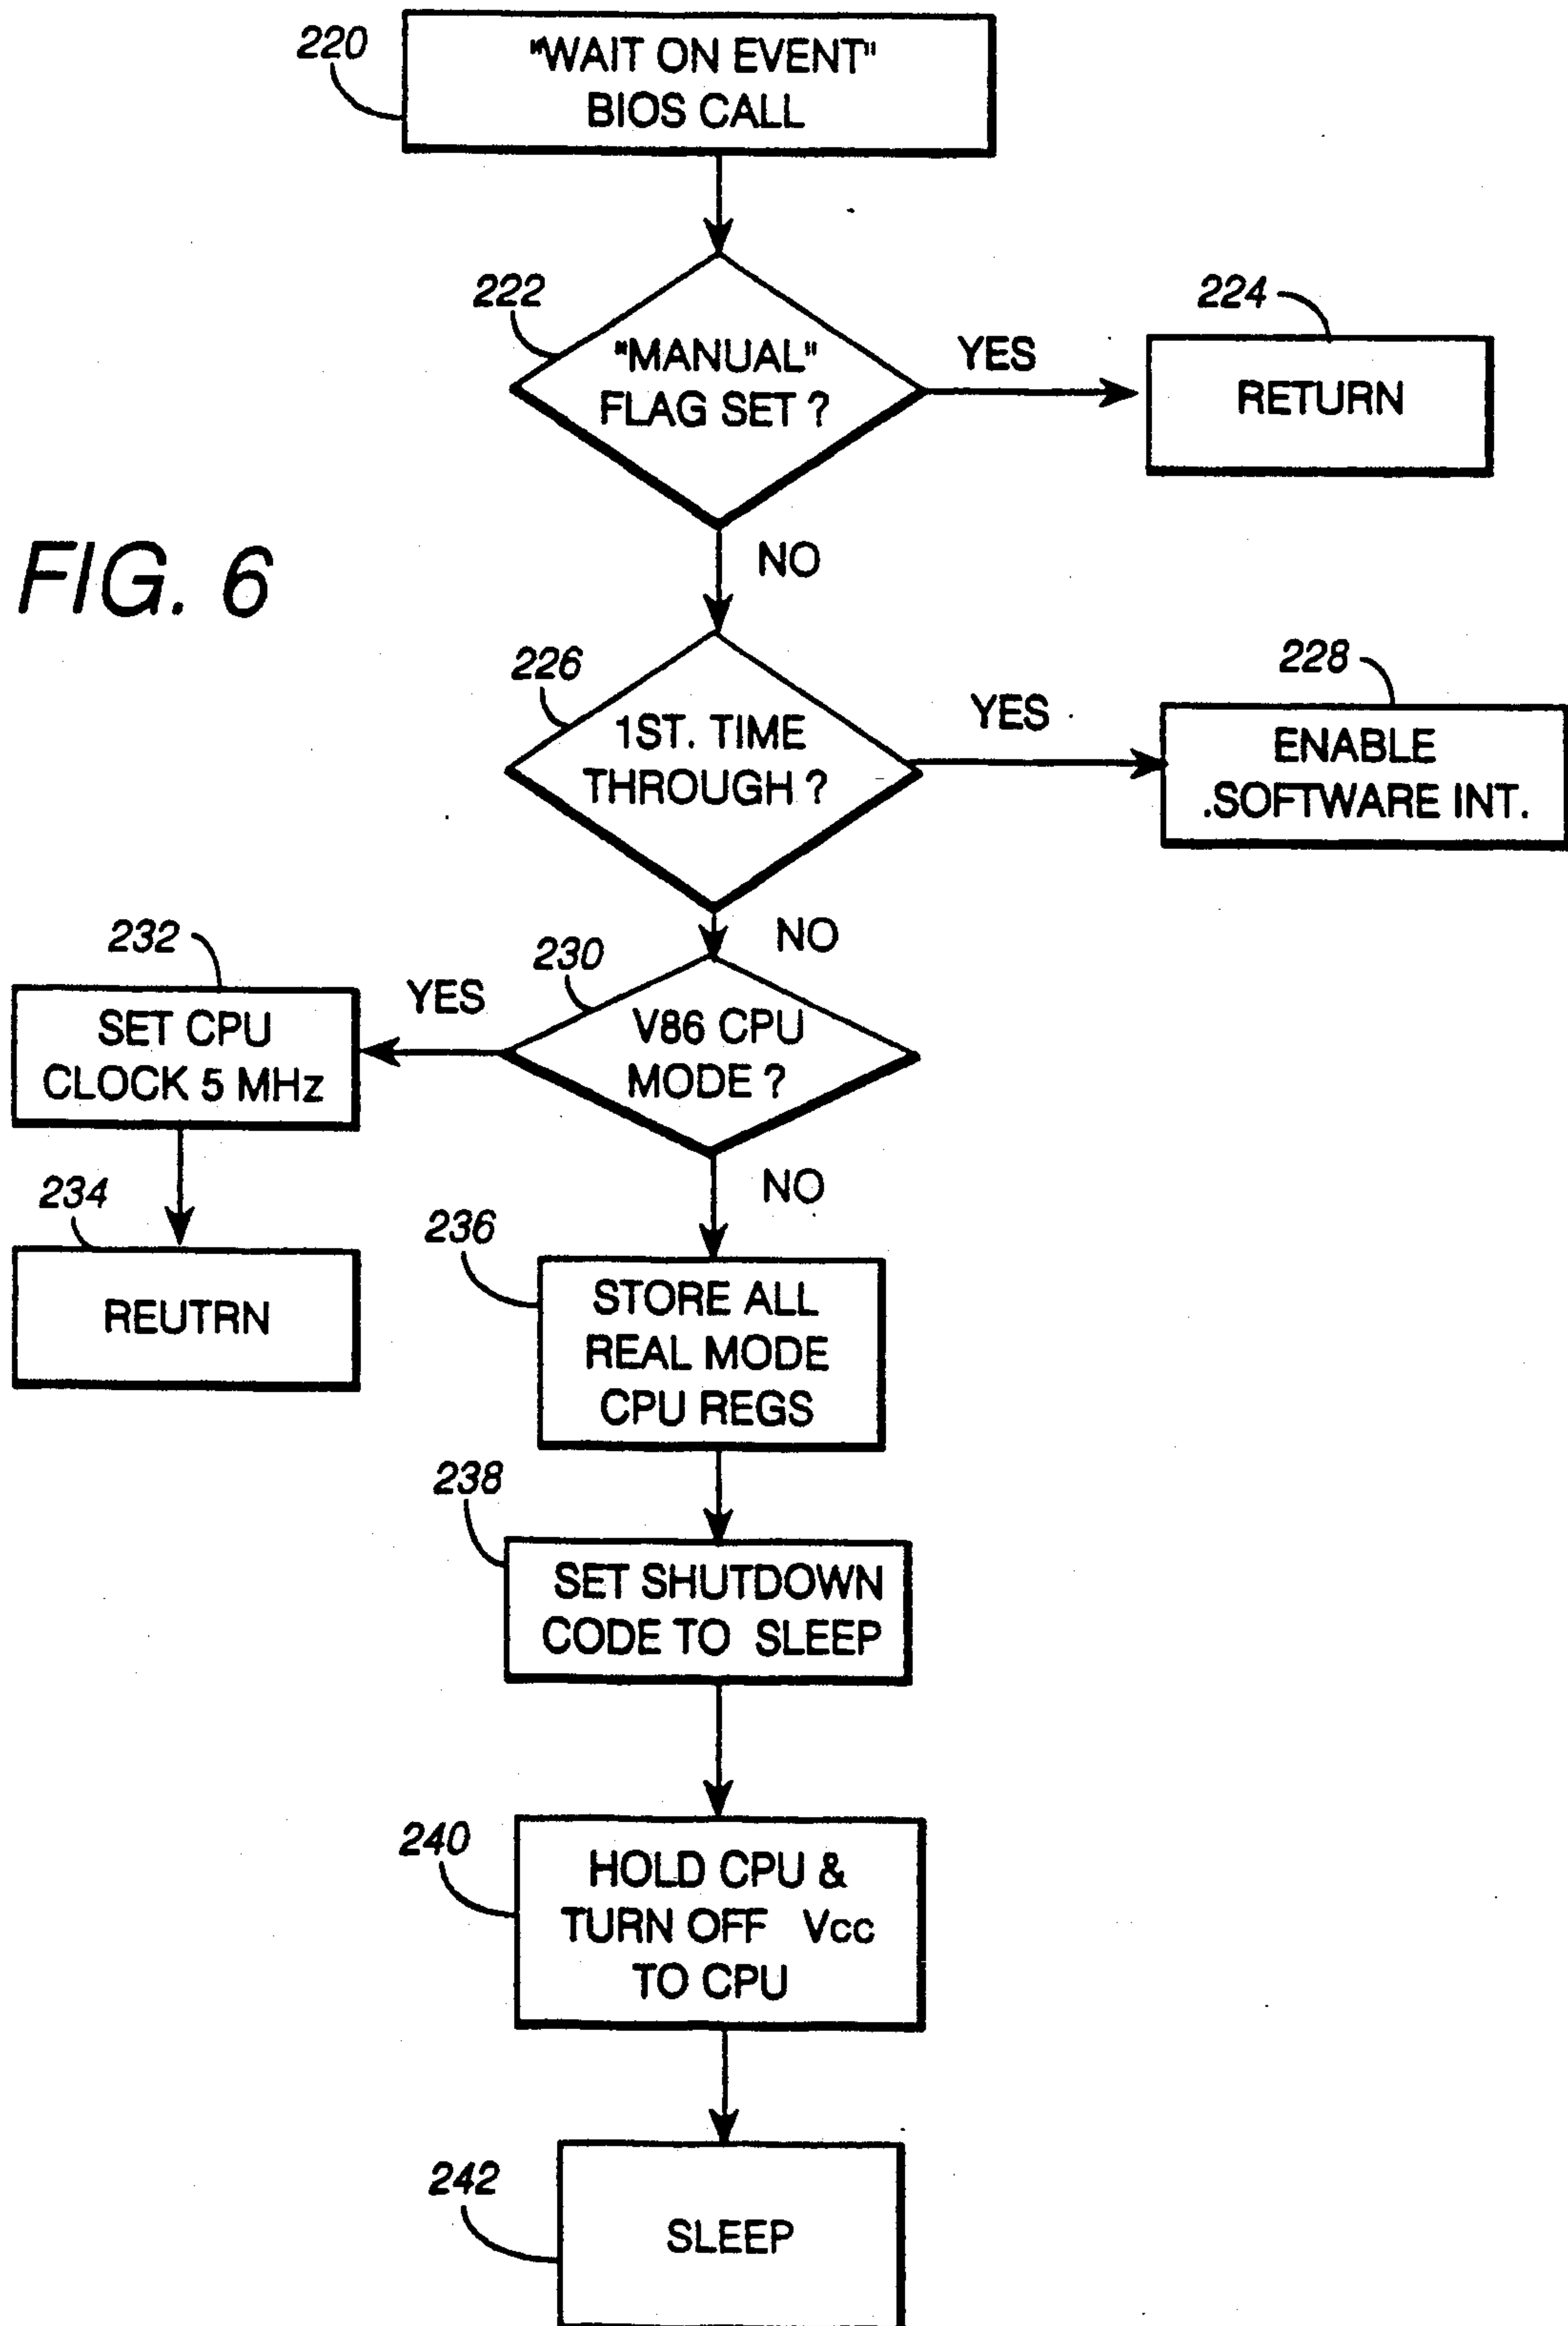 220
"WAIT ON EVENT"
BIOS CALL
222
"MANUAL"
FLAG SET ?
YES
224
RETURN
NO
FIG. 6
226
1ST. TIME
THROUGH ?
YES
228
ENABLE
.SOFTWARE INT.
NO
232
SET CPU
CLOCK 5 MHz
YES
230
V86 CPU
MODE ?
234
REUTRN
NO
236
STORE ALL
REAL MODE
CPU REGS
238
SET SHUTDOWN
CODE TO SLEEP
240
HOLD CPU &
TURN OFF Vcc
TO CPU
242
SLEEP